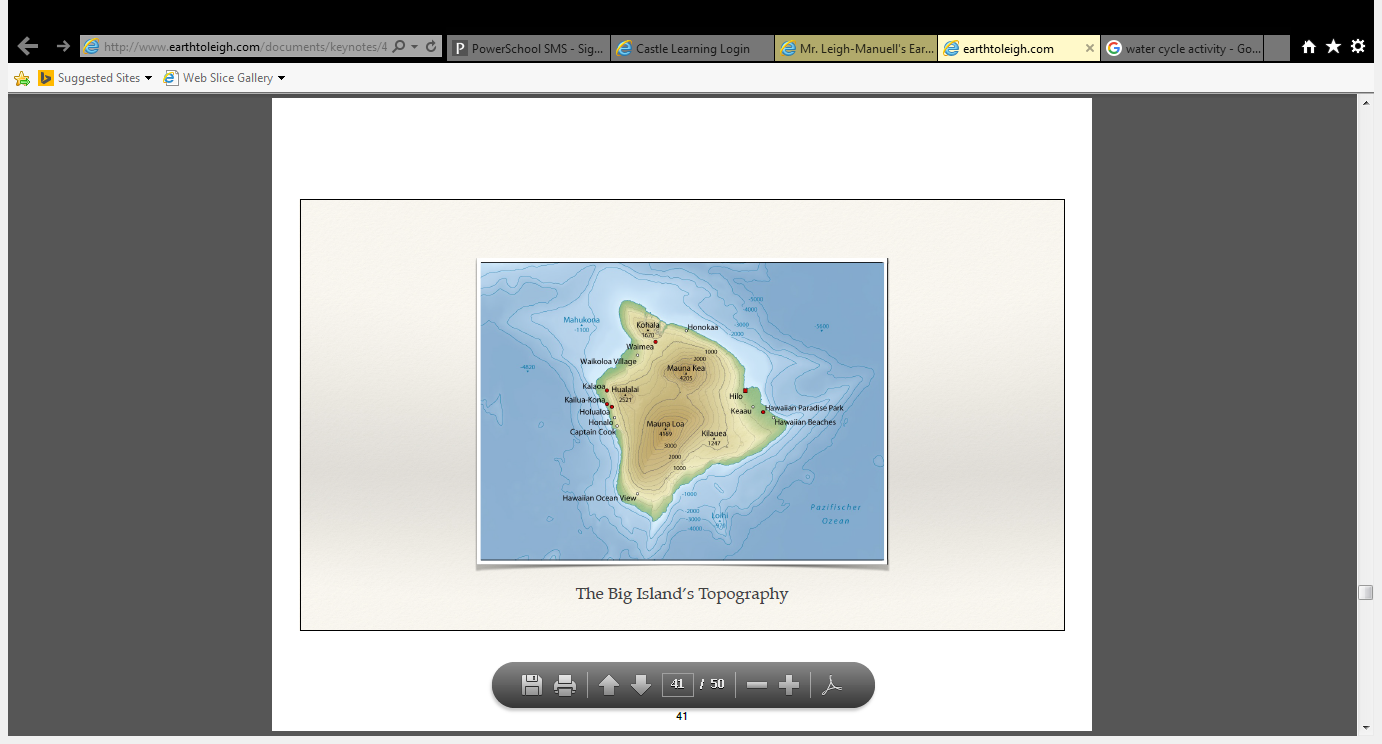 http://www.earthtoleigh.com/documents/keynotes/4
PowerSchool SMS - Sig...
Castle Learning Login
Mr. Leigh-Manuell's Ear...
earthtoleigh.com
water cycle activity - Go...
Suggested Sites
Web Slice Gallery
-5000
-4000
Mahukona
-1100
Kohala
1670
Honokaa
-3000
2000
-5600
Waimea
1000
2000
Waikoloa Village
Mauna Kea
4205
-4820
Kalaoa
Hualalai
2521
Hilo
Kailua-Kona
Holualoa
Keaau
Hawaiian Paradise Park
Honalo
Captain Cook
Mauna Loa
4169
Hawaiian Beaches
Kilauea
1247
3000
2000
1000
Hawaiian Ocean View
-1000
-2000
-3000
-4000
Loihi
-970
Pazifischer
Ozean
The Big Island's Topography
41 / 50
41